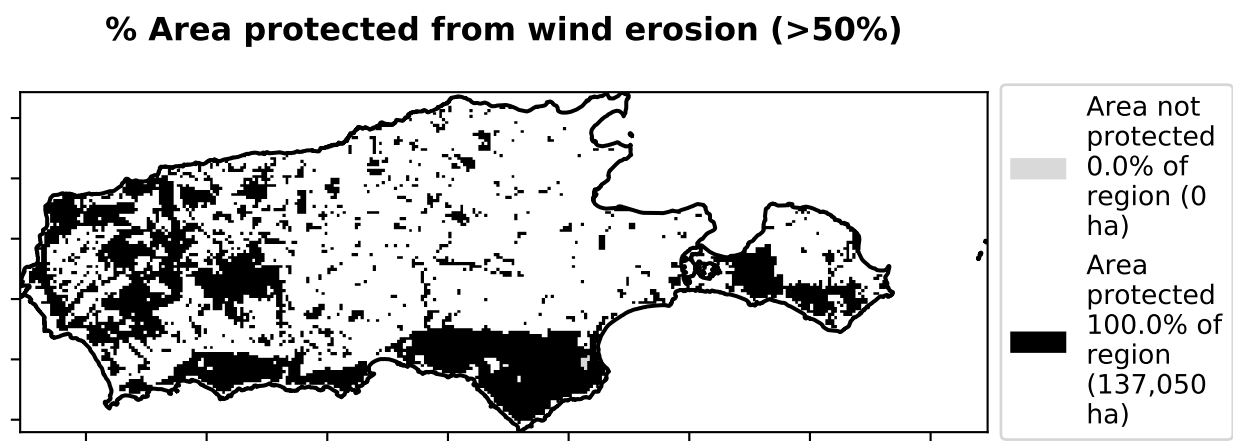 % Area protected from wind erosion (>50%)
Area not
protected
0.0% of
region (0
ha)
Area
protected
100.0% of
region
(137,050
ha)